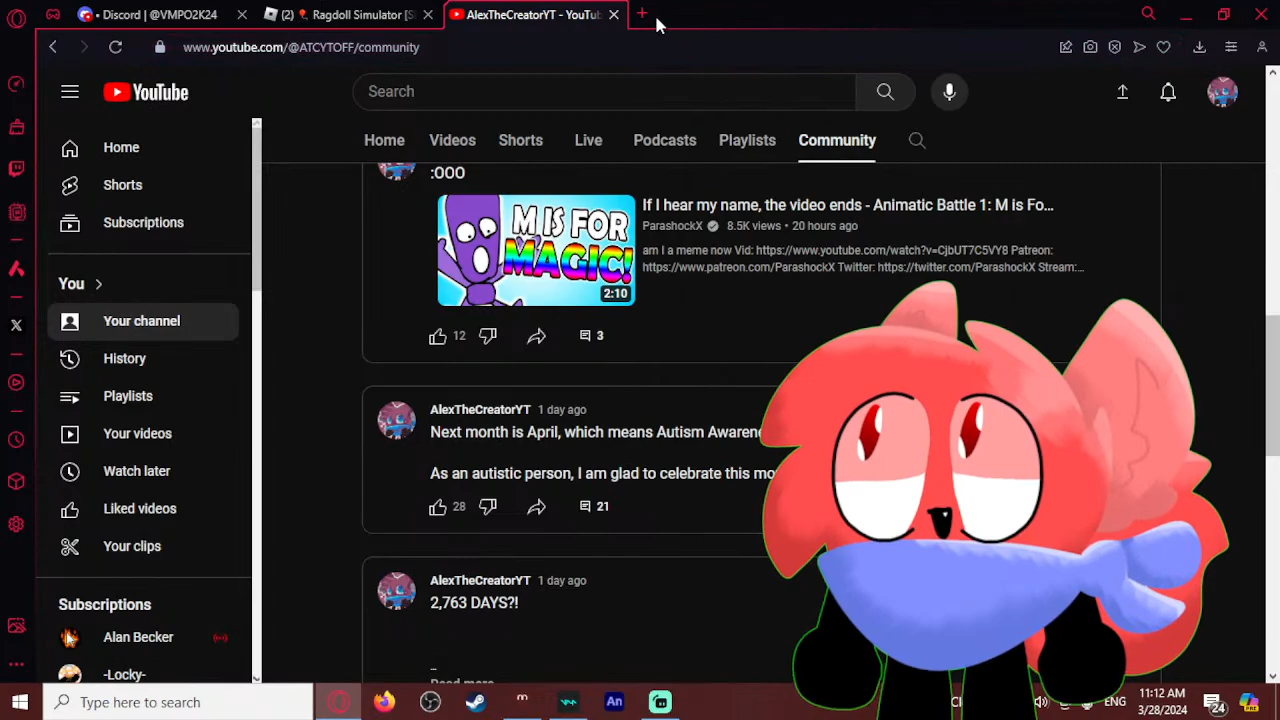 Discord | @VMPO2K24
(2) Ragdoll Simulator [S
AlexTheCreatorYT - YouTub
www.youtube.com/@ATCYTOFF/community
YouTube
Search
Home
Videos
Shorts
Live
Podcasts
Playlists
Community
Home
Shorts
Subscriptions
You
Your channel
History
Playlists
Your videos
Watch later
Liked videos
Your clips
Subscriptions
Alan Becker
-Locky-
:000
M IS FOR
MAGIC!
2:10
If I hear my name, the video ends - Animatic Battle 1: M is Fo...
ParashockX 8.5K views • 20 hours ago
am I a meme now Vid: https://www.youtube.com/watch?v=CjbUT7C5VY8 Patreon:
https://www.patreon.com/ParashockX Twitter: https://twitter.com/ParashockX Stream:...
12
3
AlexTheCreatorYT 1 day ago
Next month is April, which means Autism Awaren
As an autistic person, I am glad to celebrate this mo
28
21
AlexTheCreatorYT 1 day ago
2,763 DAYS?!
..
Read more
Type here to search
An
ENG
11:12 AM
3/28/2024
24
PRE